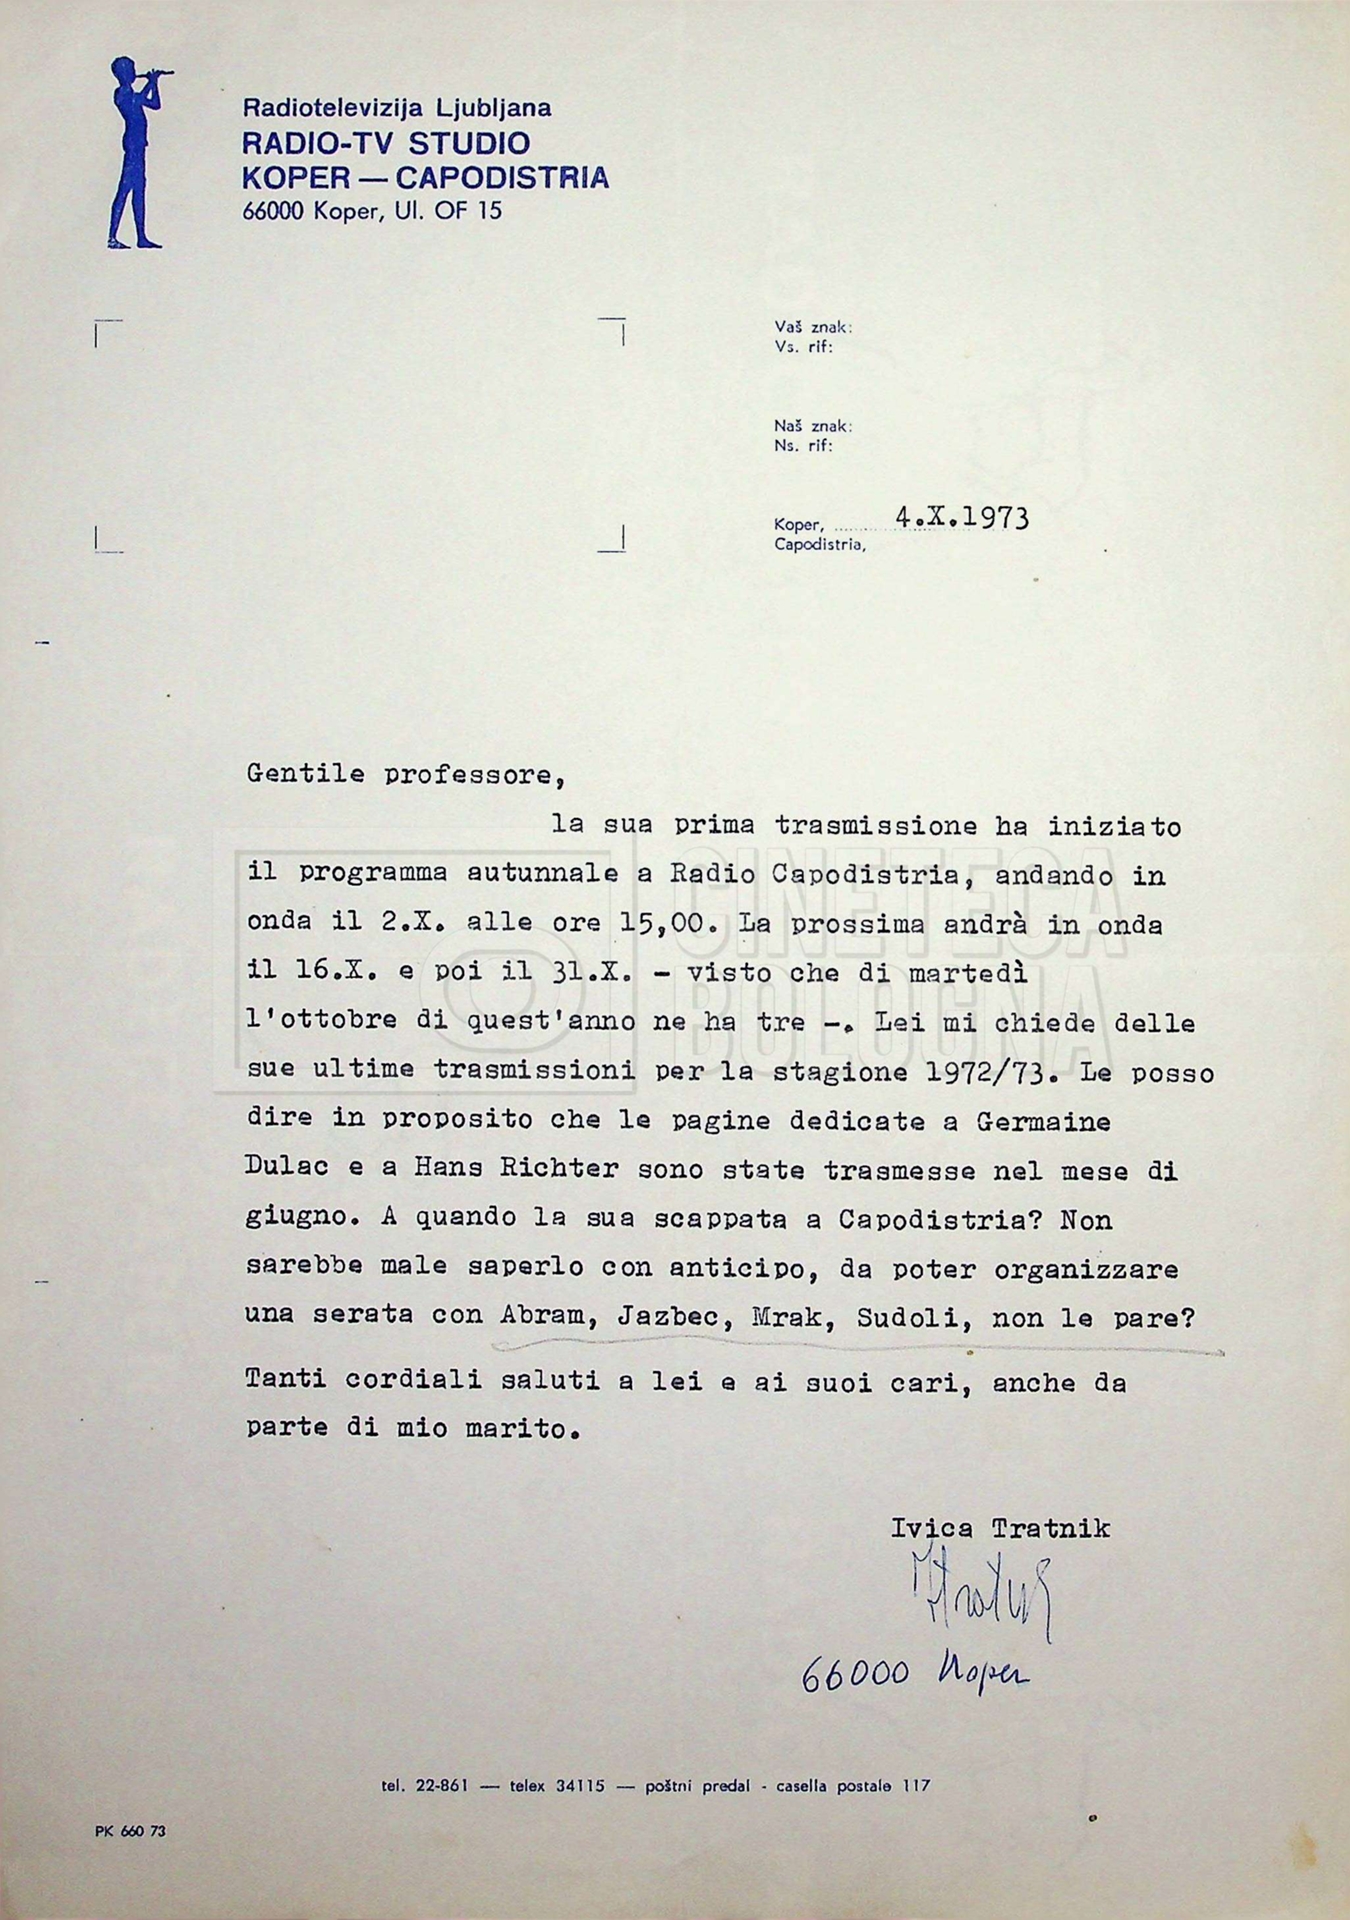 Radiotelevizija Ljubljana
RADIO-TV STUDIO
KOPER — CAPODISTRIA
66000 Koper, Ul. OF 15
Vaš znak:
Vs. rif:
Naš znak:
Ns. rif:
Koper, ........ 4.X.1973
Capodistria,
Gentile professore,
la sua prima trasmissione ha iniziato
il programma autunnale a Radio Capodistria, andando in
onda il 2.X. alle ore 15,00. La prossima andrà in onda
il 16.X. e poi il 31.X. - visto che di martedì
l'ottobre di quest'anno ne ha tre -. Lei mi chiede delle
sue ultime trasmissioni per la stagione 1972/73. Le posso
dire in proposito che le pagine dedicate a Germaine
Dulac e a Hans Richter sono state trasmesse nel mese di
giugno. A quando la sua scappata a Capodistria? Non
sarebbe male saperlo con anticipo, da poter organizzare
una serata con Abram, Jazbec, Mrak, Sudoli, non le pare?
Tanti cordiali saluti a lei e ai suoi cari, anche da
parte di mio marito.
Ivica Tratnik
ITratnik
66000 Koper
tel. 22-861 — telex 34115 — poštni predal - casella postale 117
PK 660 73
CINETECA
BOLOGNA